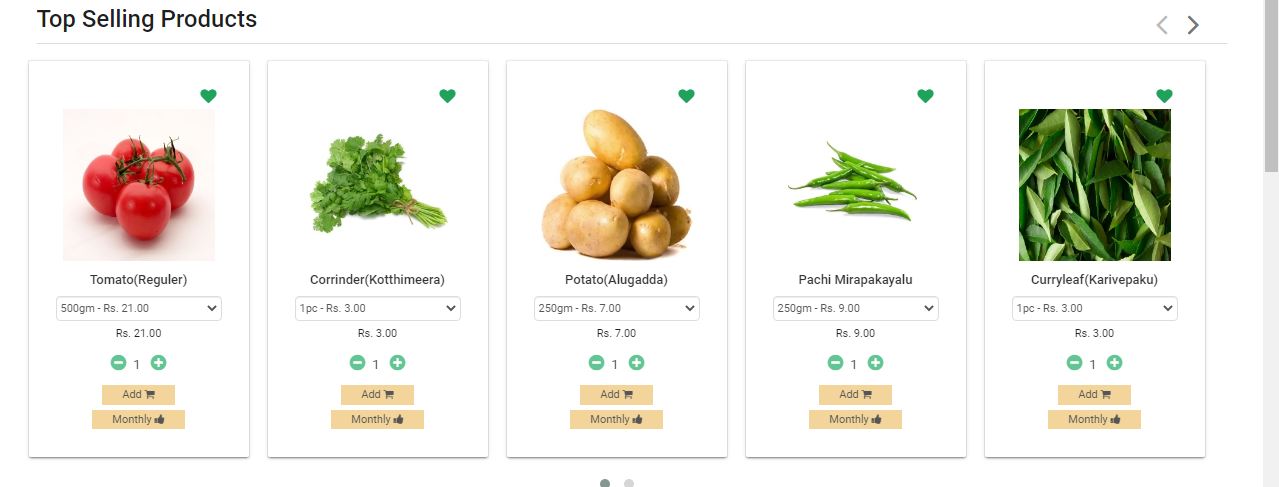 Top Selling Products
Tomato(Reguler)
500gm - Rs. 21.00
Rs. 21.00
1
Add
Monthly
Corrinder(Kotthimeera)
1pc - Rs. 3.00
Rs. 3.00
1
Add
Monthly
Potato(Alugadda)
250gm - Rs. 7.00
Rs. 7.00
1
Add
Monthly
Pachi Mirapakayalu
250gm - Rs. 9.00
Rs. 9.00
1
Add
Monthly
Curryleaf(Karivepaku)
1pc - Rs. 3.00
Rs. 3.00
1
Add
Monthly